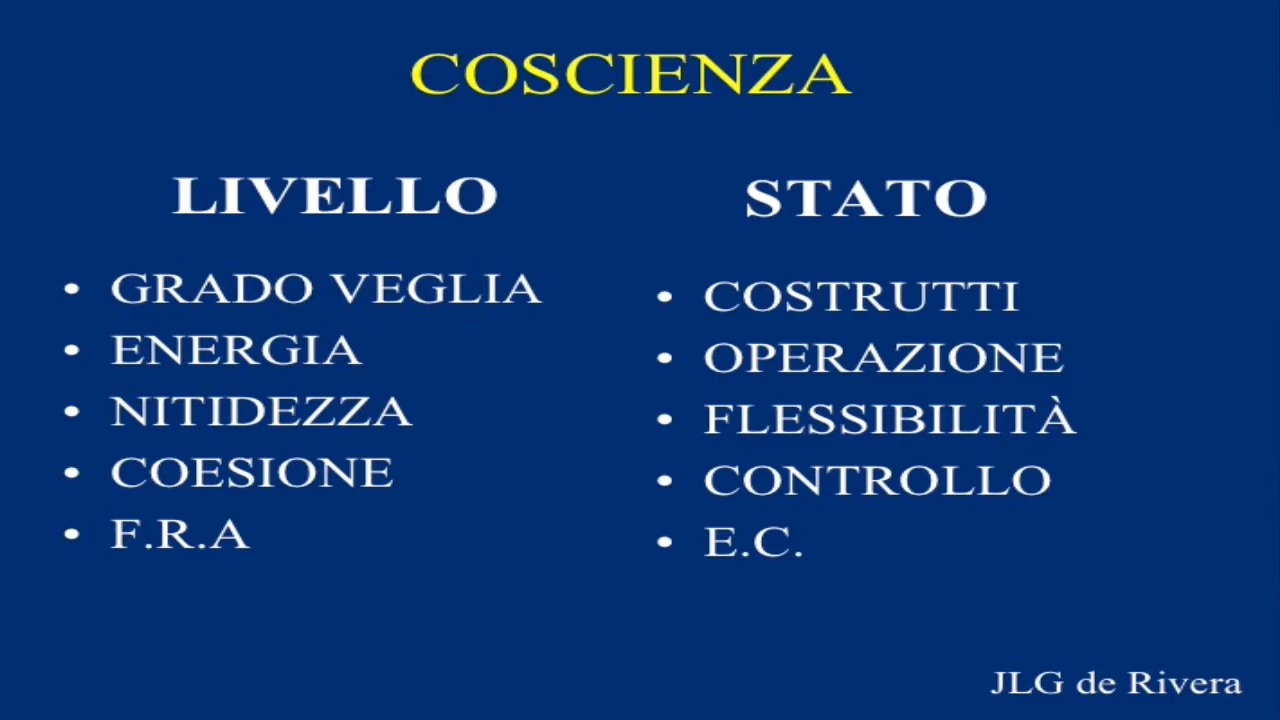 COSCIENZA
LIVELLO
• GRADO VEGLIA
• ENERGIA
• NITIDEZZA
• COESIONE
• F.R.A
STATO
• COSTRUTTI
• OPERAZIONE
• FLESSIBILITÀ
• CONTROLLO
• E.C.
JLG de Rivera